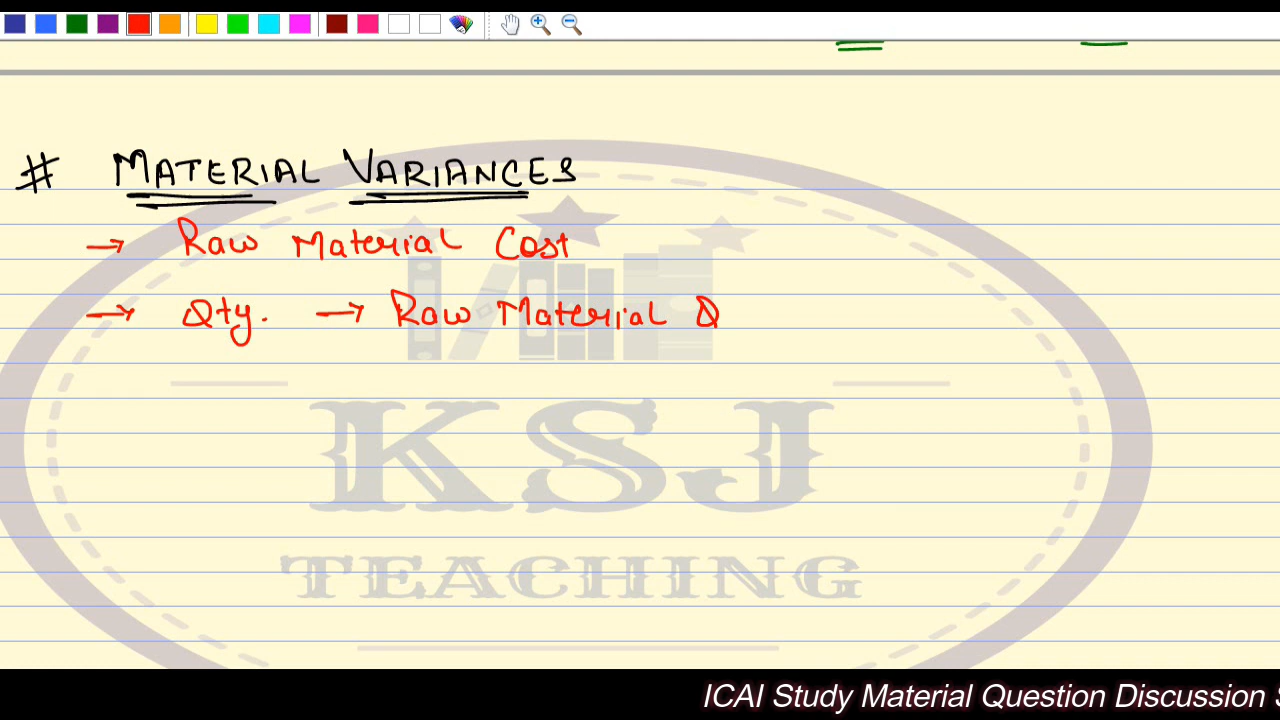 # MATERIAL VARIANCES
→ Raw Material Cost
→ Qty. → Raw Material Q
KSJ
TEACHING
ICAI Study Material Question Discussion